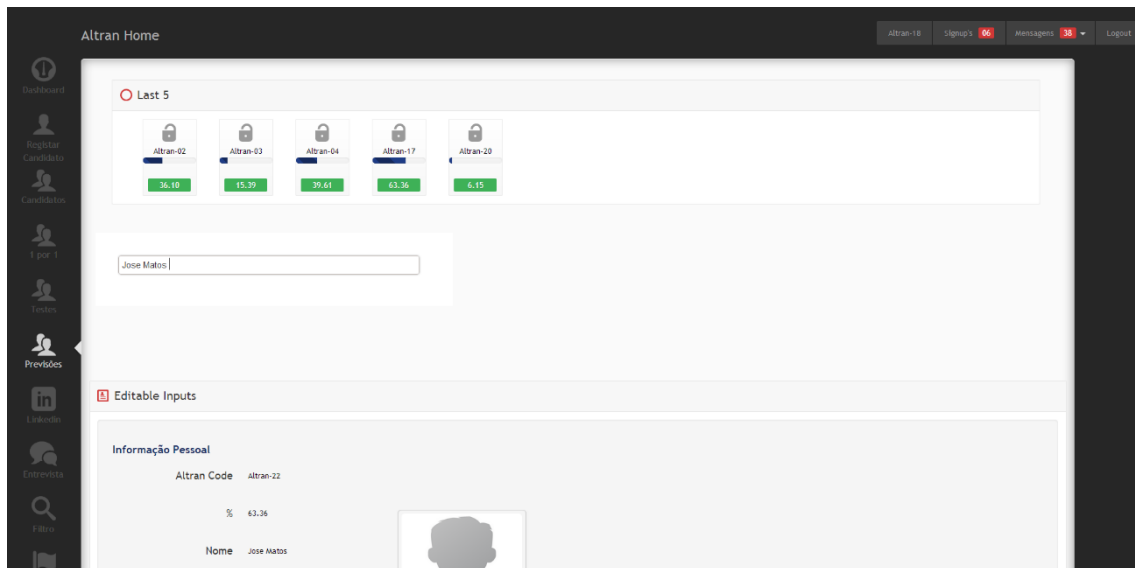 Altran Home
Altran-18 Signup's 06 Mensagens 38 Logout
Dashboard
Registar
Candidato
Candidatos
1 por 1
Testes
Previsões
Linkedin
Entrevista
Filtro
Last 5
Altran-02 Altran-03 Altran-04 Altran-17 Altran-20
36.10 15.39 39.61 63.36 6.15
Jose Matos
Editable Inputs
Informação Pessoal
Altran Code Altran-22
% 63.36
Nome Jose Matos